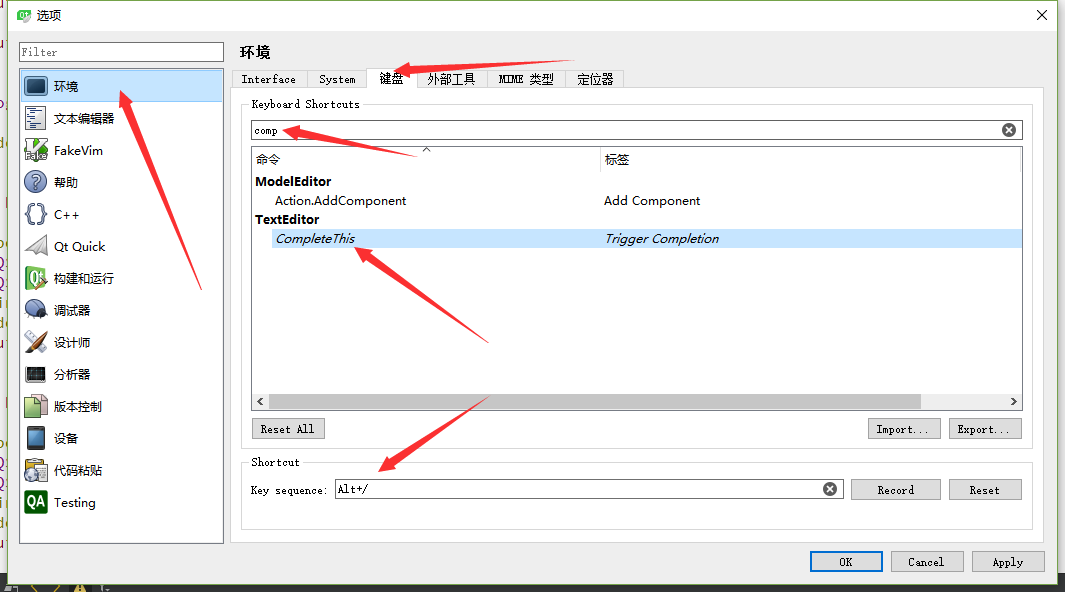 选项
Filter
环境
文本编辑器
FakeVim
帮助
C++
Qt Quick
构建和运行
调试器
设计师
分析器
版本控制
设备
代码粘贴
QA Testing
环境
Interface System 键盘 外部工具 MIME 类型 定位器
Keyboard Shortcuts
comp
命令 标签
ModelEditor
Action.AddComponent Add Component
TextEditor
CompleteThis Trigger Completion
Reset All Import... Export...
Shortcut
Key sequence: Alt+/ Record Reset
OK Cancel Apply